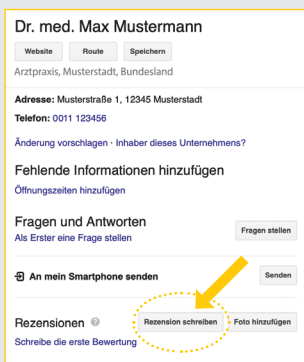 Dr. med. Max Mustermann
Website Route Speichern
Arztpraxis, Musterstadt, Bundesland
Adresse: Musterstraße 1, 12345 Musterstadt
Telefon: 0011 123456
Änderung vorschlagen · Inhaber dieses Unternehmens?
Fehlende Informationen hinzufügen
Öffnungszeiten hinzufügen
Fragen und Antworten
Fragen stellen
Als Erster eine Frage stellen
An mein Smartphone senden Senden
Rezensionen ? Rezension schreiben Foto hinzufügen
Schreibe die erste Bewertung